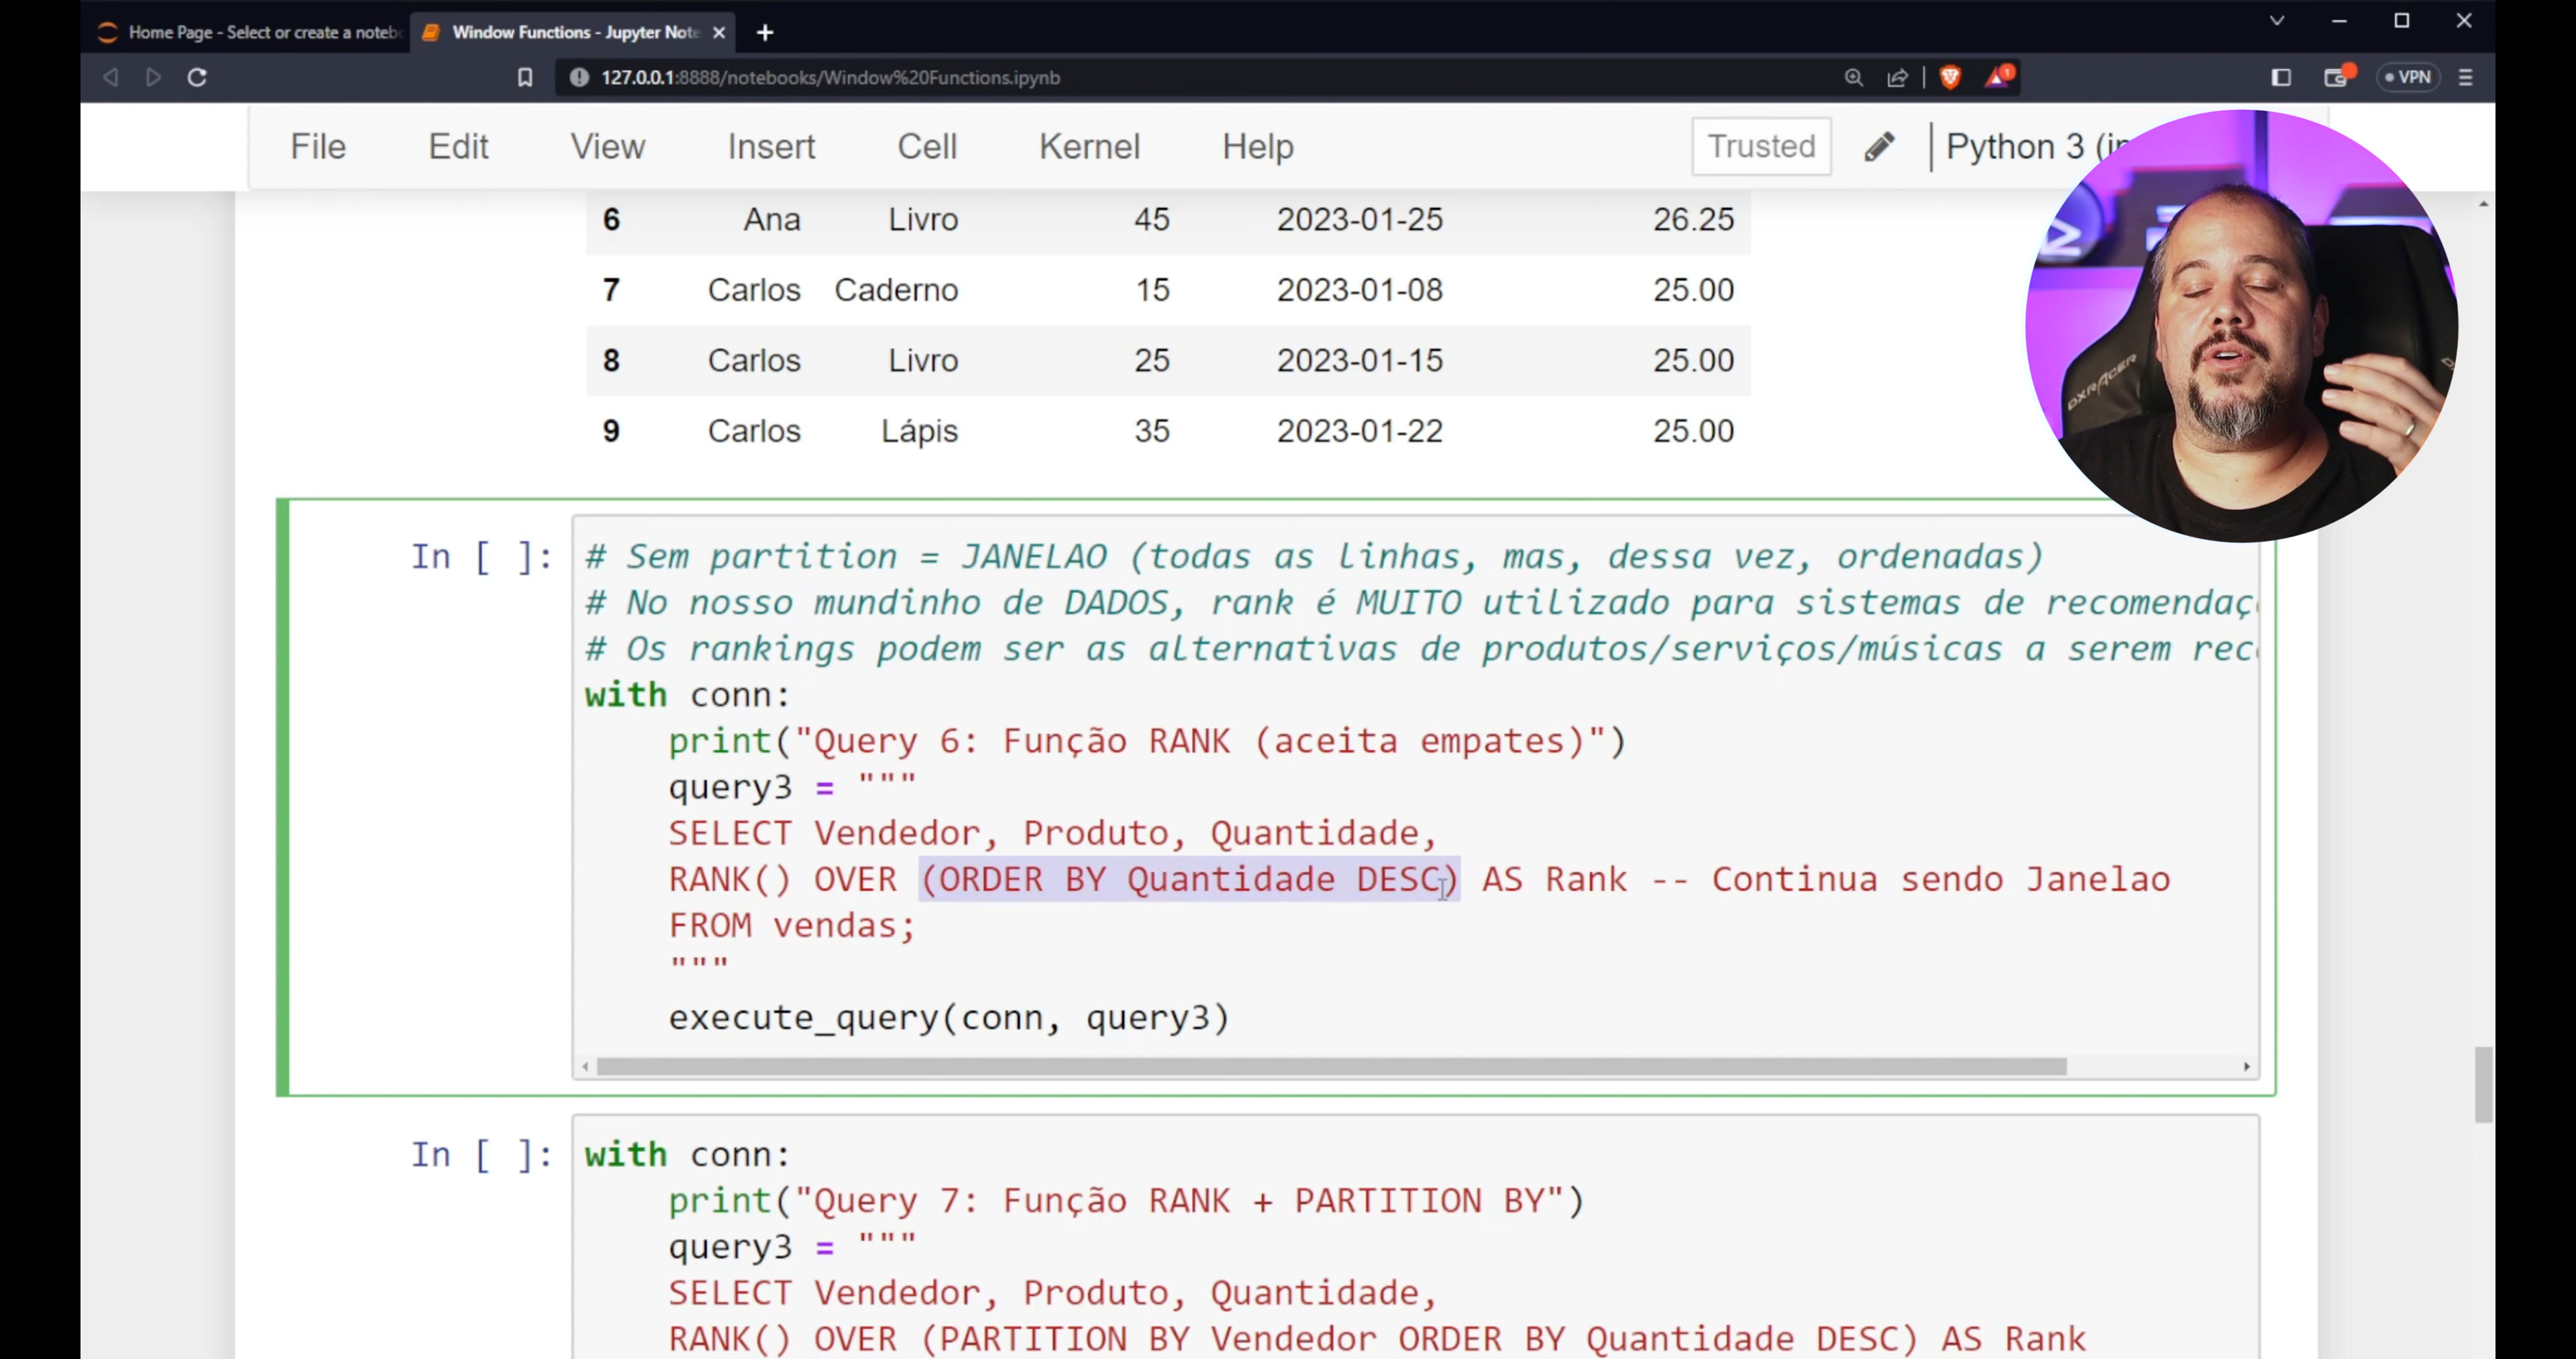 Home Page - Select or create a noteb
Window Functions - Jupyter Note
127.0.0.1:8888/notebooks/Window%20Functions.ipynb
1
VPN
File Edit View Insert Cell Kernel Help Trusted Python 3 (i
6 Ana Livro 45 2023-01-25 26.25
7 Carlos Caderno 15 2023-01-08 25.00
8 Carlos Livro 25 2023-01-15 25.00
9 Carlos Lápis 35 2023-01-22 25.00
DXRACER
In [ ]:
# Sem partition = JANELAO (todas as linhas, mas, dessa vez, ordenadas)
# No nosso mundinho de DADOS, rank é MUITO utilizado para sistemas de recomendaç
# Os rankings podem ser as alternativas de produtos/serviços/músicas a serem rec
with conn:
print("Query 6: Função RANK (aceita empates)")
query3 = """
SELECT Vendedor, Produto, Quantidade,
RANK() OVER (ORDER BY Quantidade DESC) AS Rank -- Continua sendo Janelao
FROM vendas;
"""
execute_query(conn, query3)
In [ ]:
with conn:
print("Query 7: Função RANK + PARTITION BY")
query3 = """
SELECT Vendedor, Produto, Quantidade,
RANK() OVER (PARTITION BY Vendedor ORDER BY Quantidade DESC) AS Rank